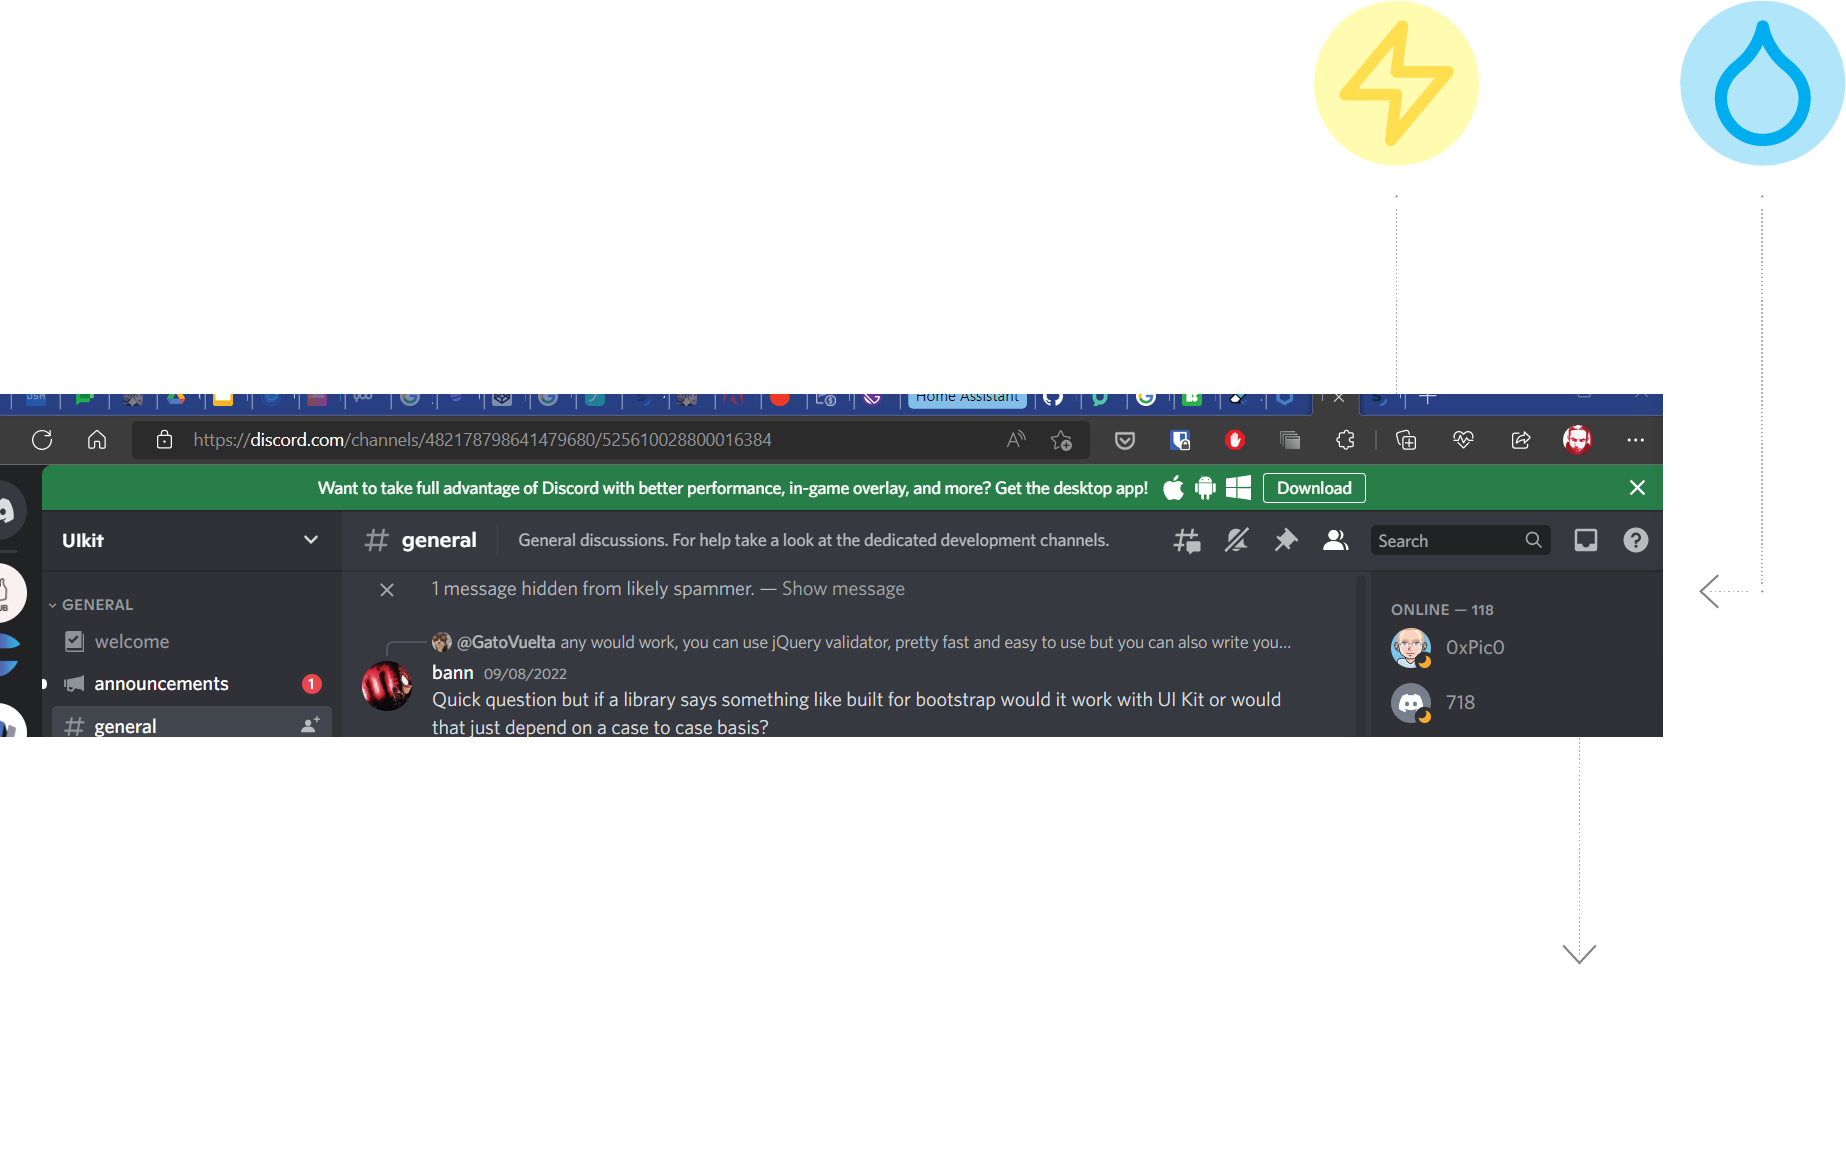 Home Assistant
https://discord.com/channels/482178798641479680/525610028800016384
Want to take full advantage of Discord with better performance, in-game overlay, and more? Get the desktop app! Download
UIkit
general
General discussions. For help take a look at the dedicated development channels.
Search
1 message hidden from likely spammer. — Show message
GENERAL
ONLINE — 118
welcome
@GatoVuelta any would work, you can use jQuery validator, pretty fast and easy to use but you can also write you...
0xPic0
bann 09/08/2022
announcements
1
Quick question but if a library says something like built for bootstrap would it work with UI Kit or would
718
general
that just depend on a case to case basis?